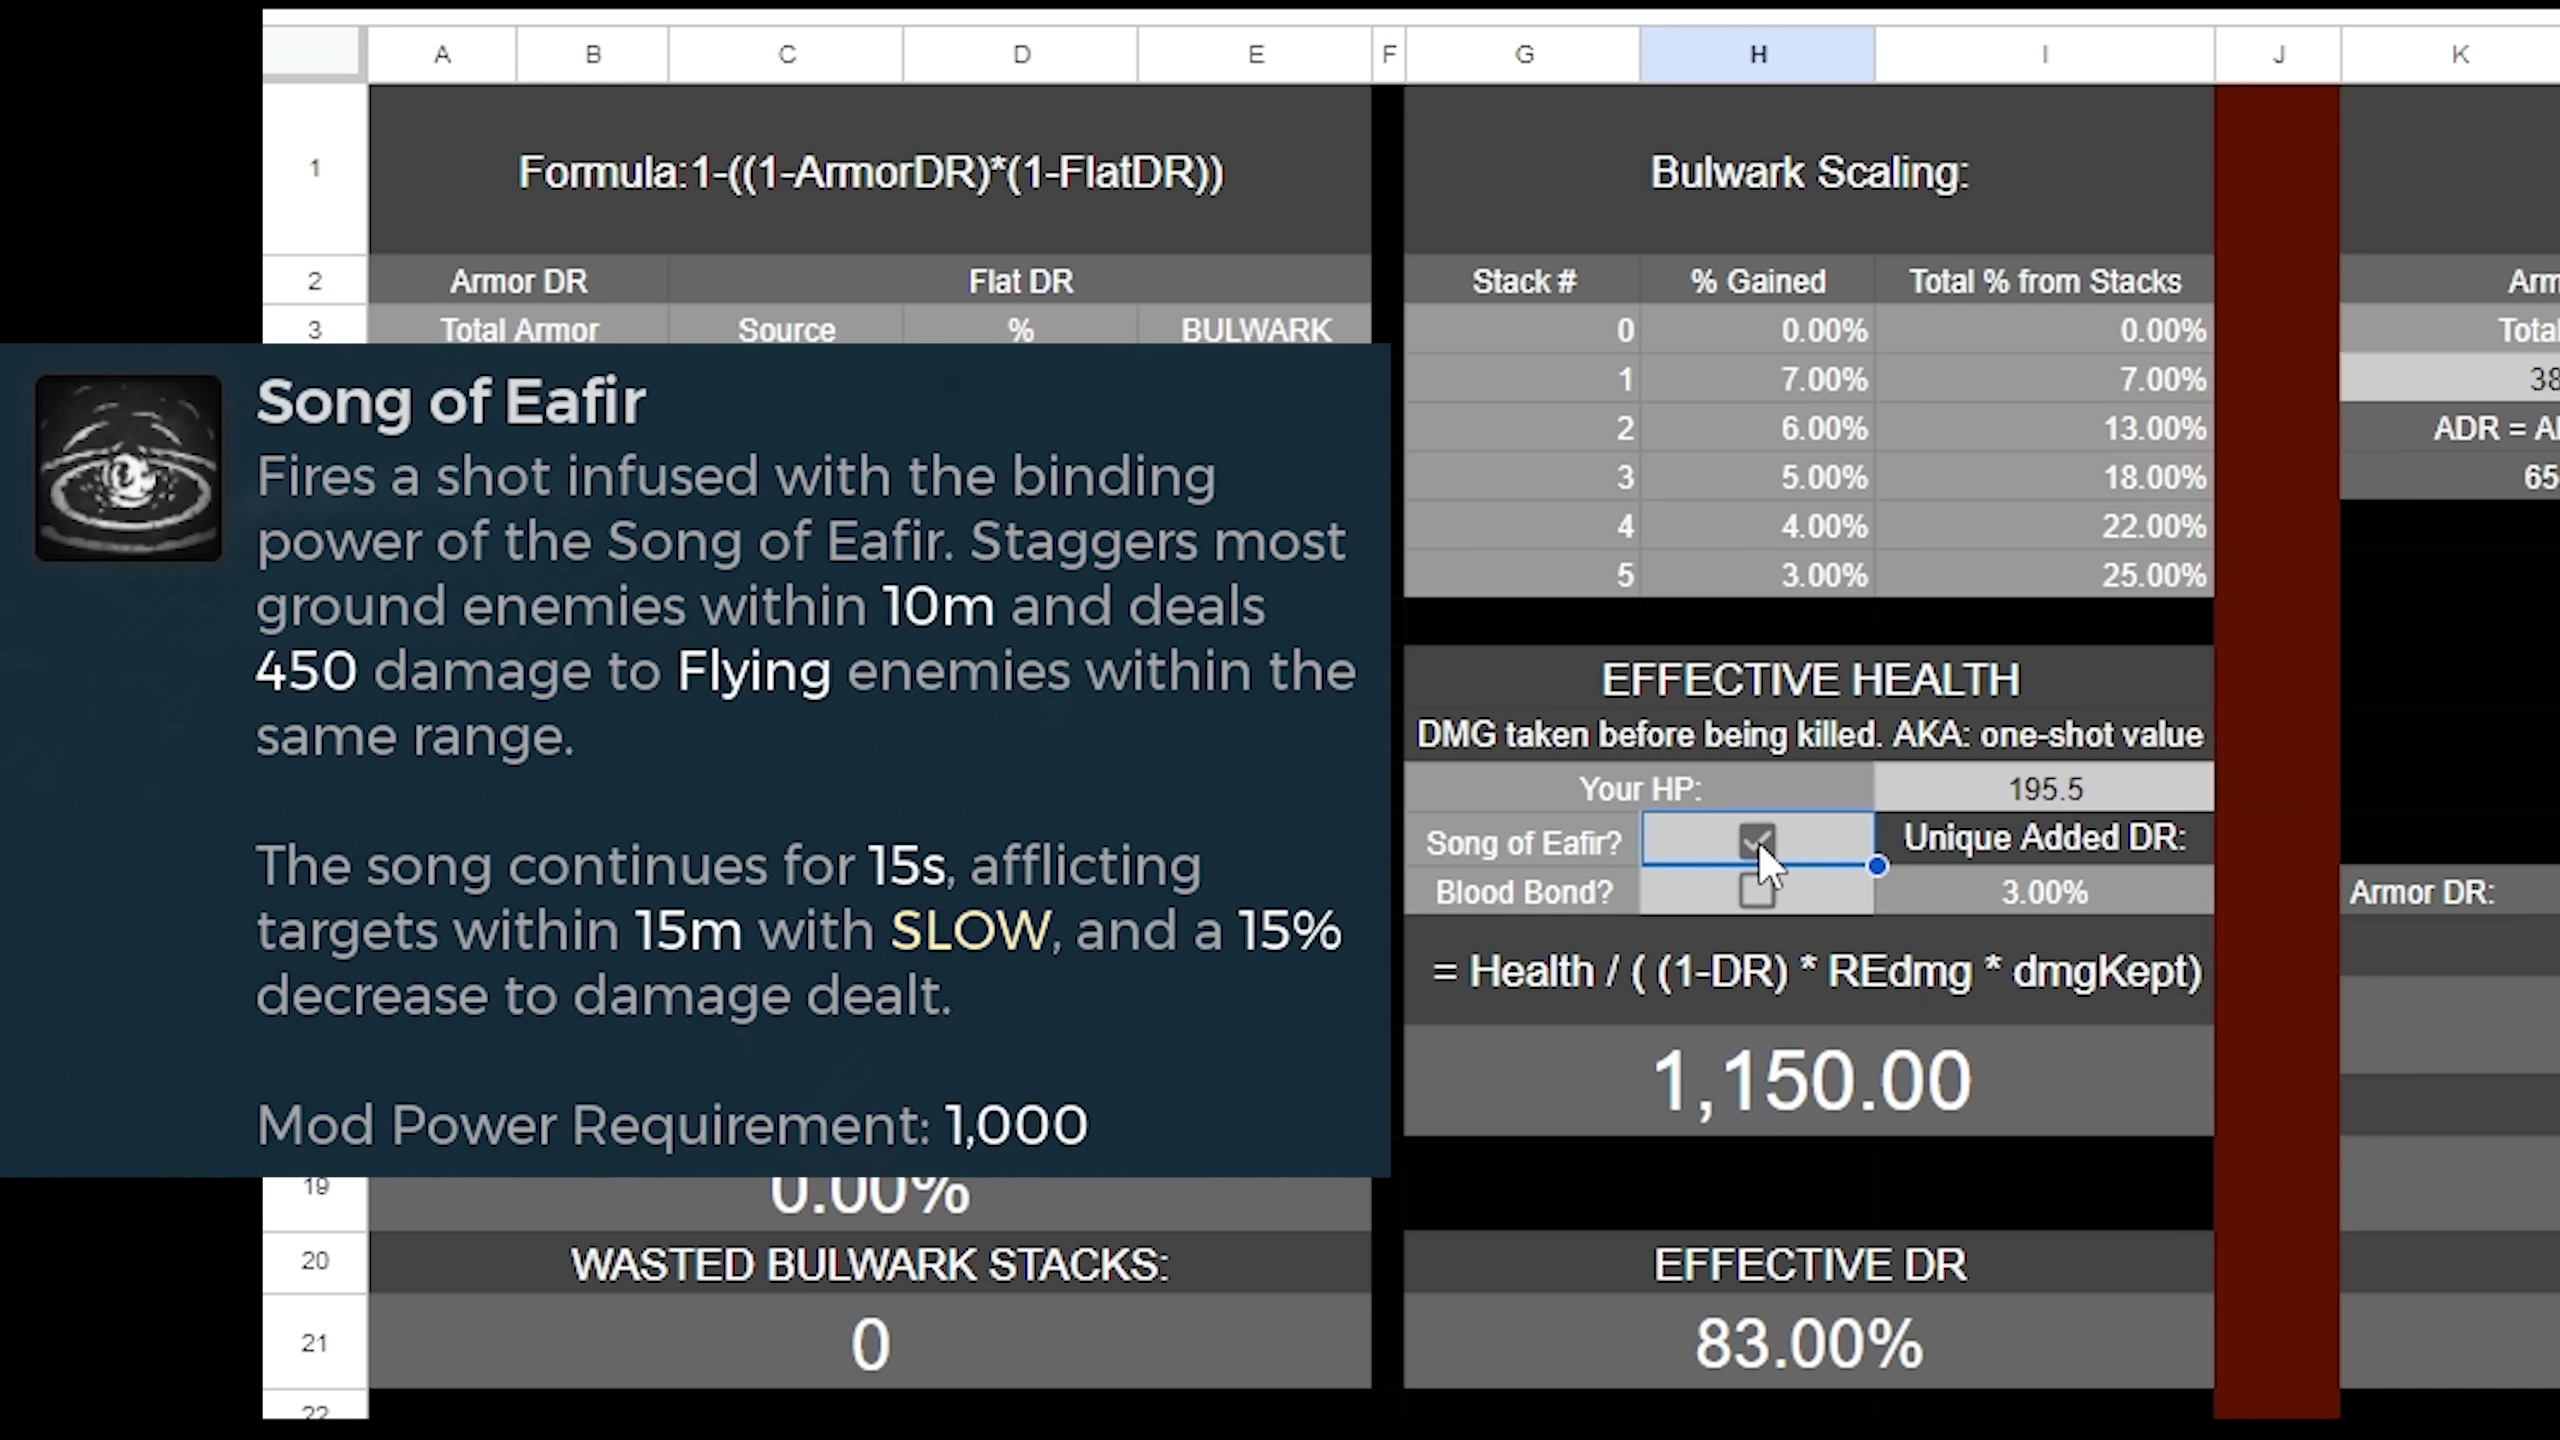 A B C D E F G H I J K
1 Formula:1-((1-ArmorDR)*(1-FlatDR)) Bulwark Scaling:
2 Armor DR Flat DR Stack # % Gained Total % from Stacks
3 Total Armor Source % BULWARK 0 0.00% 0.00%
1 7.00% 7.00%
38
2 6.00% 13.00%
ADR =
3 5.00% 18.00%
65
4 4.00% 22.00%
5 3.00% 25.00%
Song of Eafir
Fires a shot infused with the binding
power of the Song of Eafir. Staggers most
ground enemies within 10m and deals
450 damage to Flying enemies within the
same range.
The song continues for 15s, afflicting
targets within 15m with SLOW, and a 15%
decrease to damage dealt.
Mod Power Requirement: 1,000
EFFECTIVE HEALTH
DMG taken before being killed. AKA: one-shot value
Your HP: 195.5
Song of Eafir? Unique Added DR:
Blood Bond? 3.00% Armor DR:
= Health / ( (1-DR) * REdmg * dmgKept)
1,150.00
19 0.00%
20 WASTED BULWARK STACKS: EFFECTIVE DR
21 0 83.00%
22